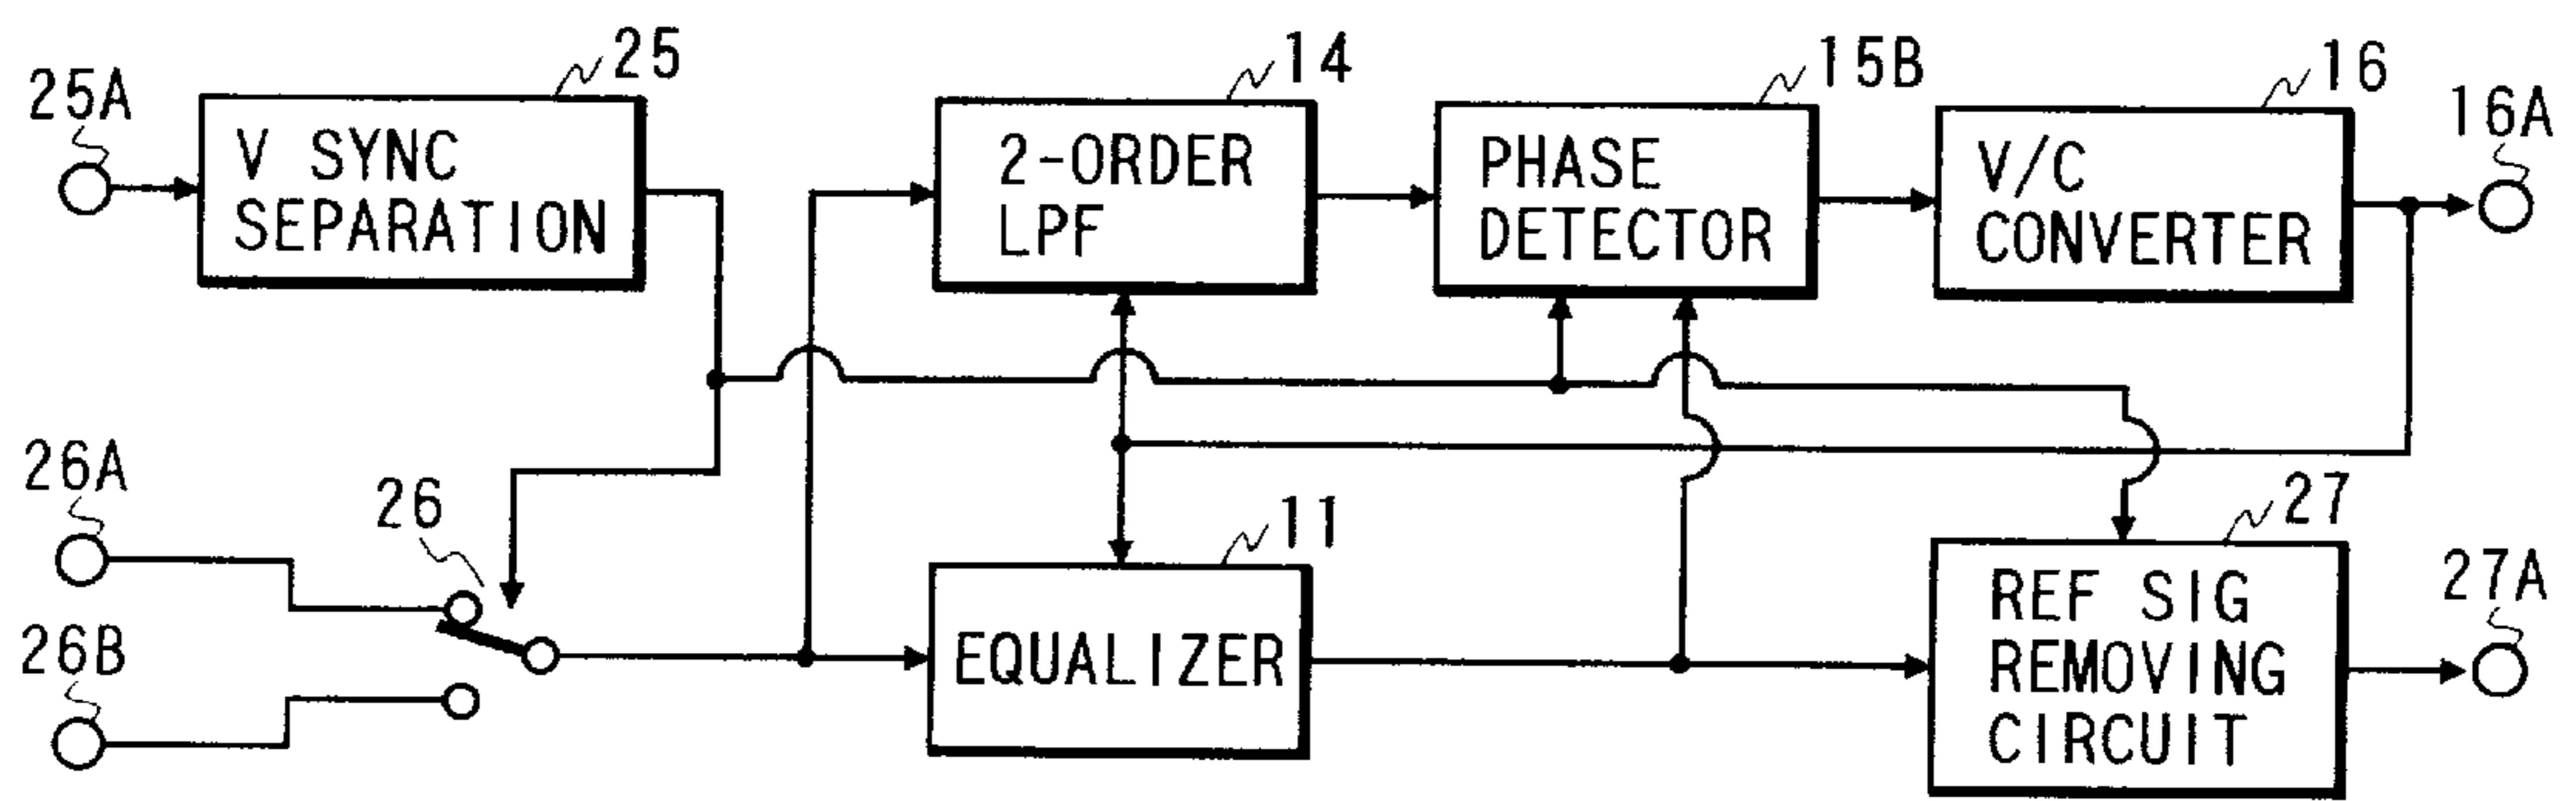 25A
25
V SYNC
SEPARATION
14
2-ORDER
LPF
15B
PHASE
DETECTOR
16
V/C
CONVERTER
16A
26A
26
26B
11
EQUALIZER
27
REF SIG
REMOVING
CIRCUIT
27A